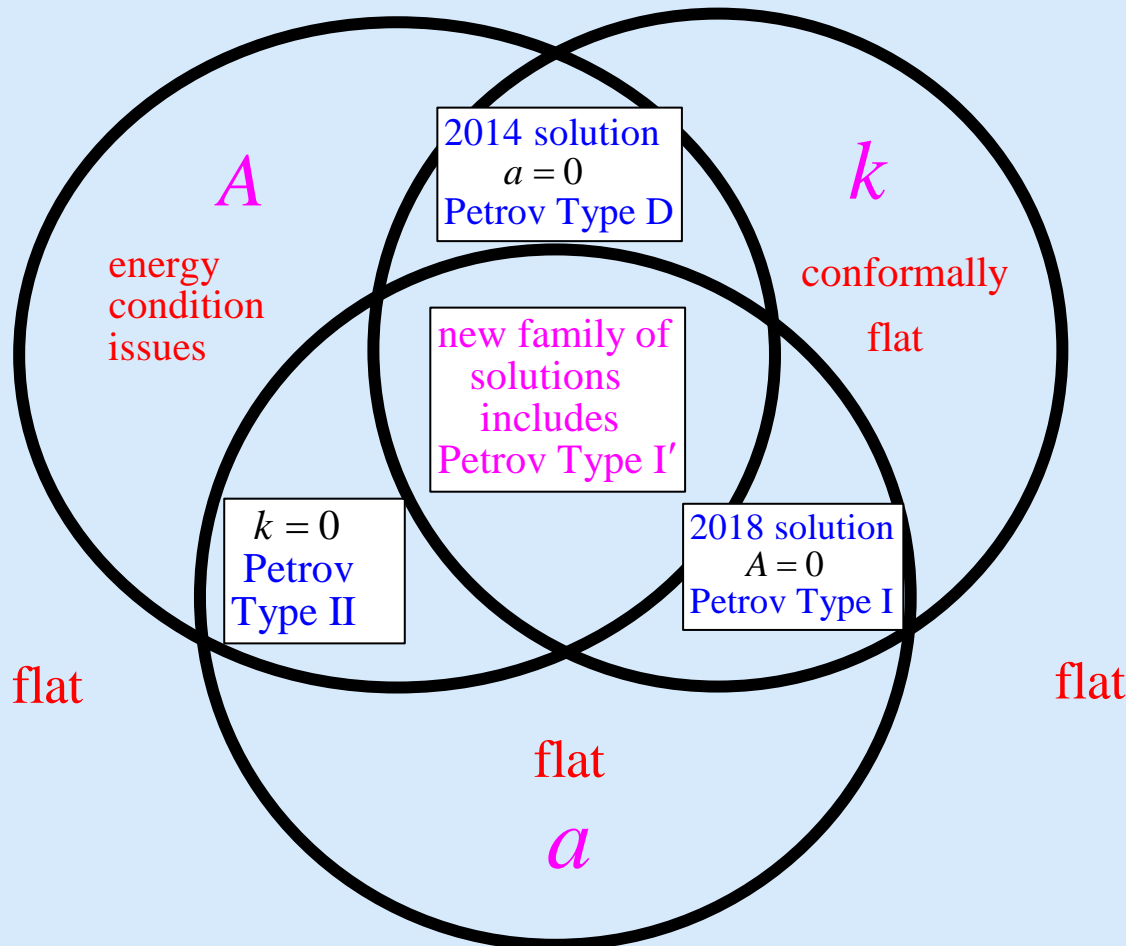 2014 solution
a = 0
Petrov Type D
A
k
energy
condition
issues
conformally
flat
new family of
solutions
includes
Petrov Type I′
k = 0
Petrov
Type II
2018 solution
A = 0
Petrov Type I
flat
flat
flat
a